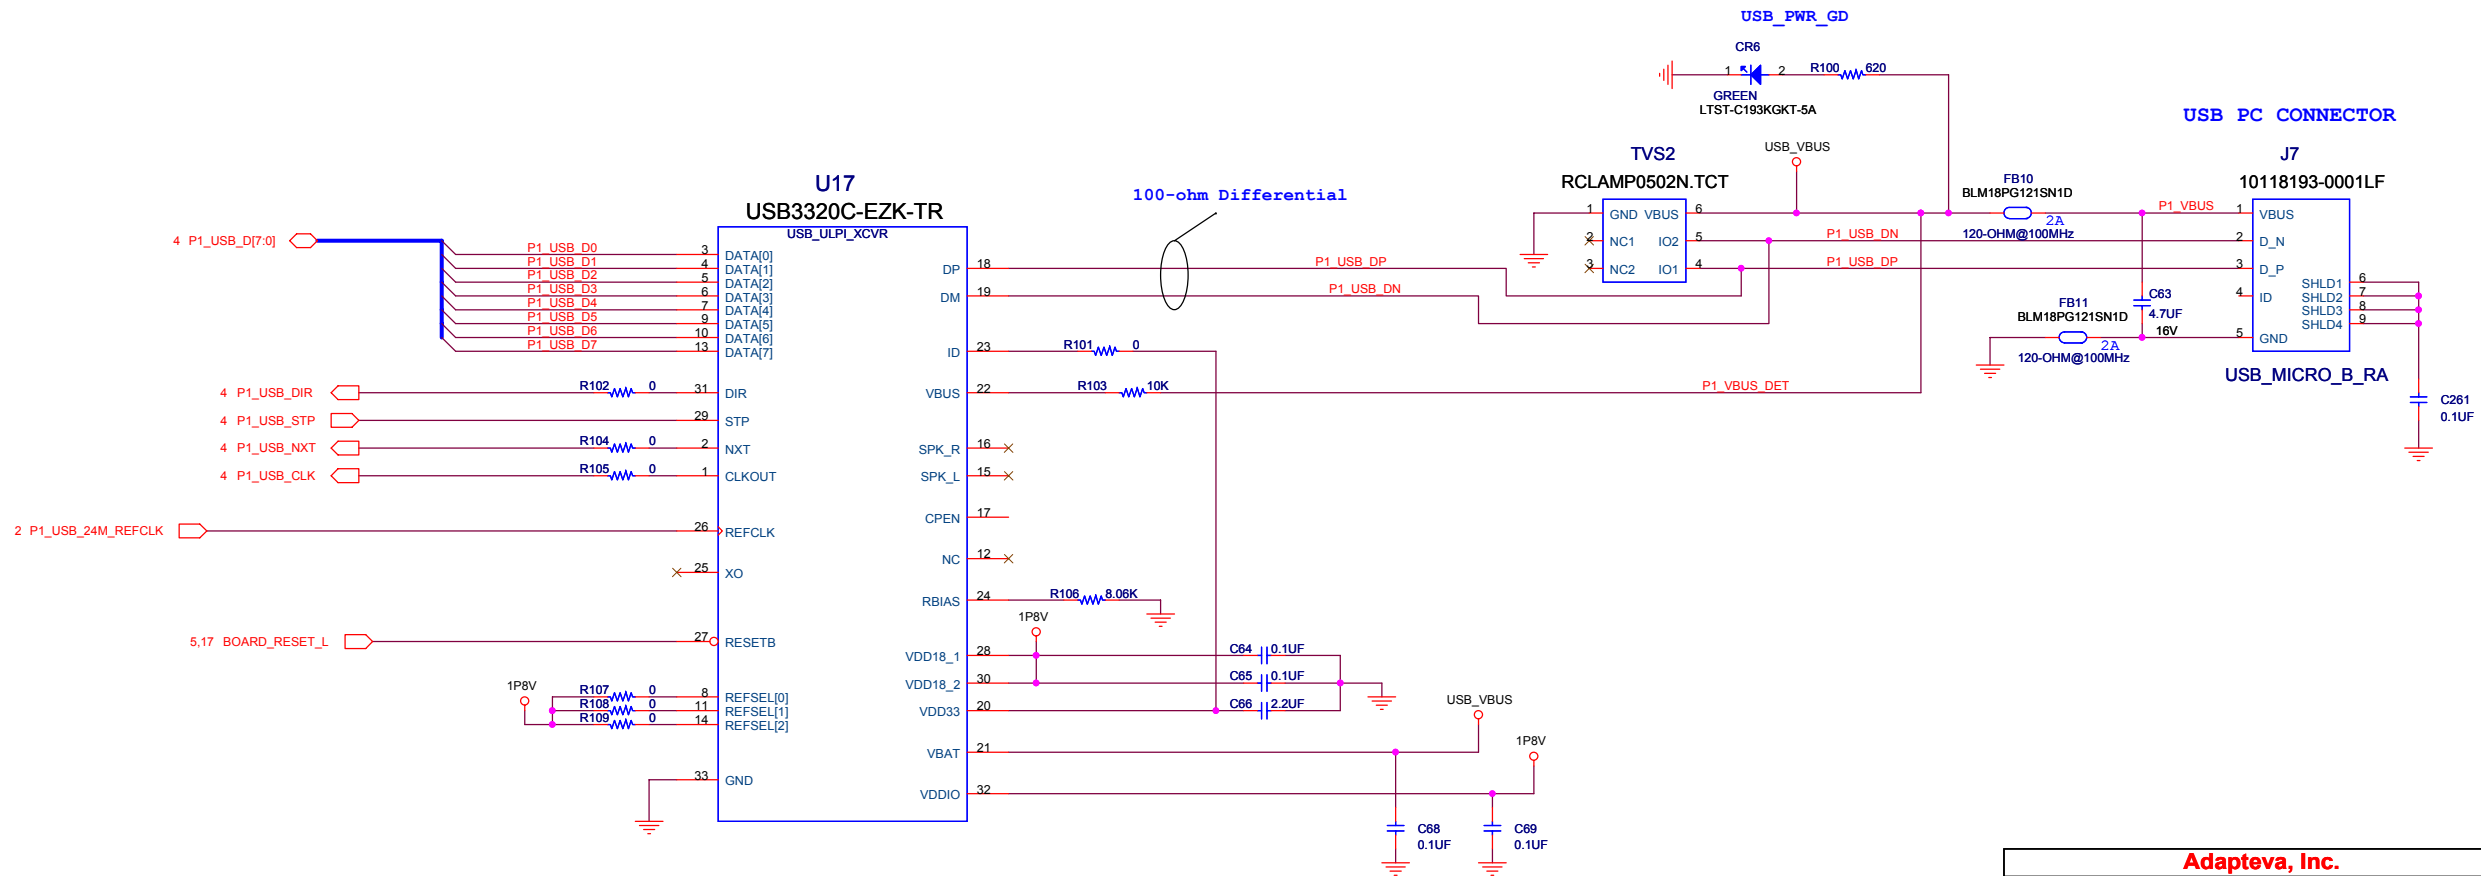 USB_PWR_GD
CR6
1 2 R100 620
GREEN
LTST-C193KGKT-5A
USB PC CONNECTOR
USB_VBUS
TVS2
RCLAMP0502N.TCT
J7
10118193-0001LF
FB10
BLM18PG121SN1D
2A
120-OHM@100MHz
P1_VBUS
U17
USB3320C-EZK-TR
USB_ULPI_XCVR
100-ohm Differential
1 GND VBUS 6
2 NC1 IO2 5
3 NC2 IO1 4
P1_USB_DN
P1_USB_DP
1 VBUS
2 D_N
3 D_P
4 ID
5 GND
SHLD1 6
SHLD2 7
SHLD3 8
SHLD4 9
USB_MICRO_B_RA
C63
4.7UF
16V
FB11
BLM18PG121SN1D
2A
120-OHM@100MHz
C261
0.1UF
4 P1_USB_D[7:0]
P1_USB_D0 3 DATA[0]
P1_USB_D1 4 DATA[1]
P1_USB_D2 5 DATA[2]
P1_USB_D3 6 DATA[3]
P1_USB_D4 7 DATA[4]
P1_USB_D5 9 DATA[5]
P1_USB_D6 10 DATA[6]
P1_USB_D7 13 DATA[7]
4 P1_USB_DIR R102 0 31 DIR
4 P1_USB_STP 29 STP
4 P1_USB_NXT R104 0 2 NXT
4 P1_USB_CLK R105 0 1 CLKOUT
2 P1_USB_24M_REFCLK 26 REFCLK
25 XO
5,17 BOARD_RESET_L 27 RESETB
1P8V
R107 0 8 REFSEL[0]
R108 0 11 REFSEL[1]
R109 0 14 REFSEL[2]
33 GND
DP 18 P1_USB_DP
DM 19 P1_USB_DN
ID 23 R101 0
VBUS 22 R103 10K P1_VBUS_DET
SPK_R 16
SPK_L 15
CPEN 17
NC 12
RBIAS 24 R106 8.06K
1P8V
VDD18_1 28 C64 0.1UF
VDD18_2 30 C65 0.1UF
VDD33 20 C66 2.2UF
USB_VBUS
VBAT 21
1P8V
VDDIO 32
C68
0.1UF
C69
0.1UF
Adapteva, Inc.